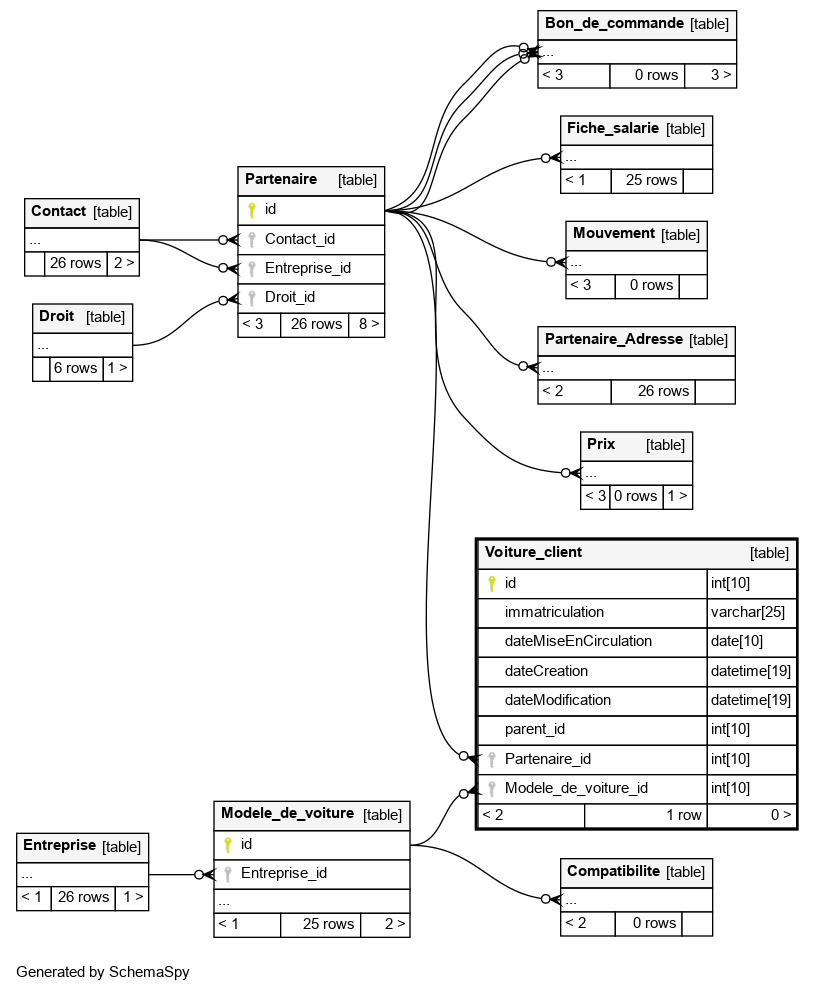 Bon_de_commande [table]
...
< 3 0 rows 3 >
Fiche_salarie [table]
...
< 1 25 rows
Partenaire [table]
id
Contact_id
Entreprise_id
Droit_id
< 3 26 rows 8 >
Contact [table]
...
26 rows 2 >
Mouvement [table]
...
< 3 0 rows
Droit [table]
...
6 rows 1 >
Partenaire_Adresse [table]
...
< 2 26 rows
Prix [table]
...
< 3 0 rows 1 >
Voiture_client [table]
id int[10]
immatriculation varchar[25]
dateMiseEnCirculation date[10]
dateCreation datetime[19]
dateModification datetime[19]
parent_id int[10]
Partenaire_id int[10]
Modele_de_voiture_id int[10]
< 2 1 row 0 >
Modele_de_voiture [table]
id
Entreprise_id
...
< 1 25 rows 2 >
Entreprise [table]
...
< 1 26 rows 1 >
Compatibilite [table]
...
< 2 0 rows
Generated by SchemaSpy